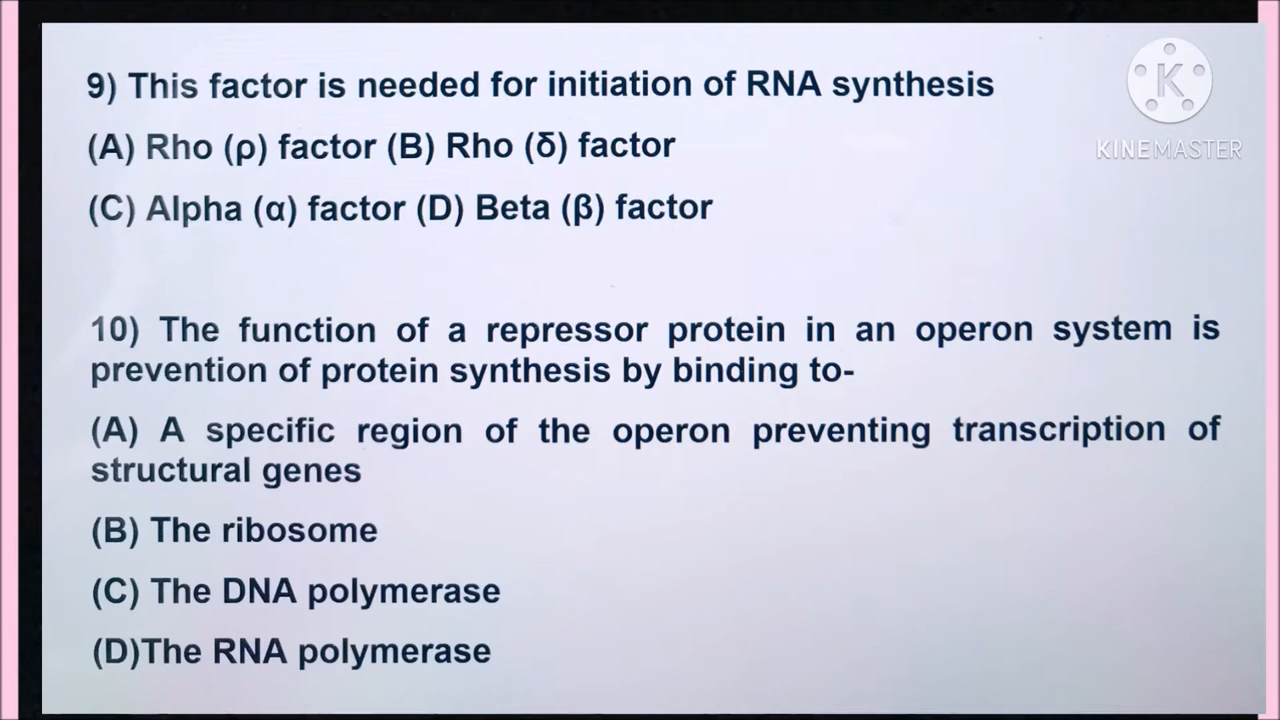 9) This factor is needed for initiation of RNA synthesis
KINEMASTER
(A) Rho (ρ) factor (B) Rho (δ) factor
(C) Alpha (α) factor (D) Beta (β) factor
10) The function of a repressor protein in an operon system is
prevention of protein synthesis by binding to-
(A) A specific region of the operon preventing transcription of
structural genes
(B) The ribosome
(C) The DNA polymerase
(D)The RNA polymerase